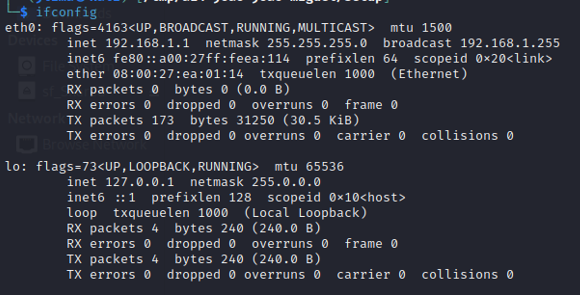 $ ifconfig
eth0: flags=4163<UP,BROADCAST,RUNNING,MULTICAST>  mtu 1500
        inet 192.168.1.1  netmask 255.255.255.0  broadcast 192.168.1.255
        inet6 fe80::a00:27ff:feea:114  prefixlen 64  scopeid 0×20<link>
        ether 08:00:27:ea:01:14  txqueuelen 1000  (Ethernet)
        RX packets 0  bytes 0 (0.0 B)
        RX errors 0  dropped 0  overruns 0  frame 0
        TX packets 173  bytes 31250 (30.5 KiB)
        TX errors 0  dropped 0 overruns 0  carrier 0  collisions 0
Browse Network
lo: flags=73<UP,LOOPBACK,RUNNING>  mtu 65536
        inet 127.0.0.1  netmask 255.0.0.0
        inet6 ::1  prefixlen 128  scopeid 0×10<host>
        loop  txqueuelen 1000  (Local Loopback)
        RX packets 4  bytes 240 (240.0 B)
        RX errors 0  dropped 0  overruns 0  frame 0
        TX packets 4  bytes 240 (240.0 B)
        TX errors 0  dropped 0 overruns 0  carrier 0  collisions 0